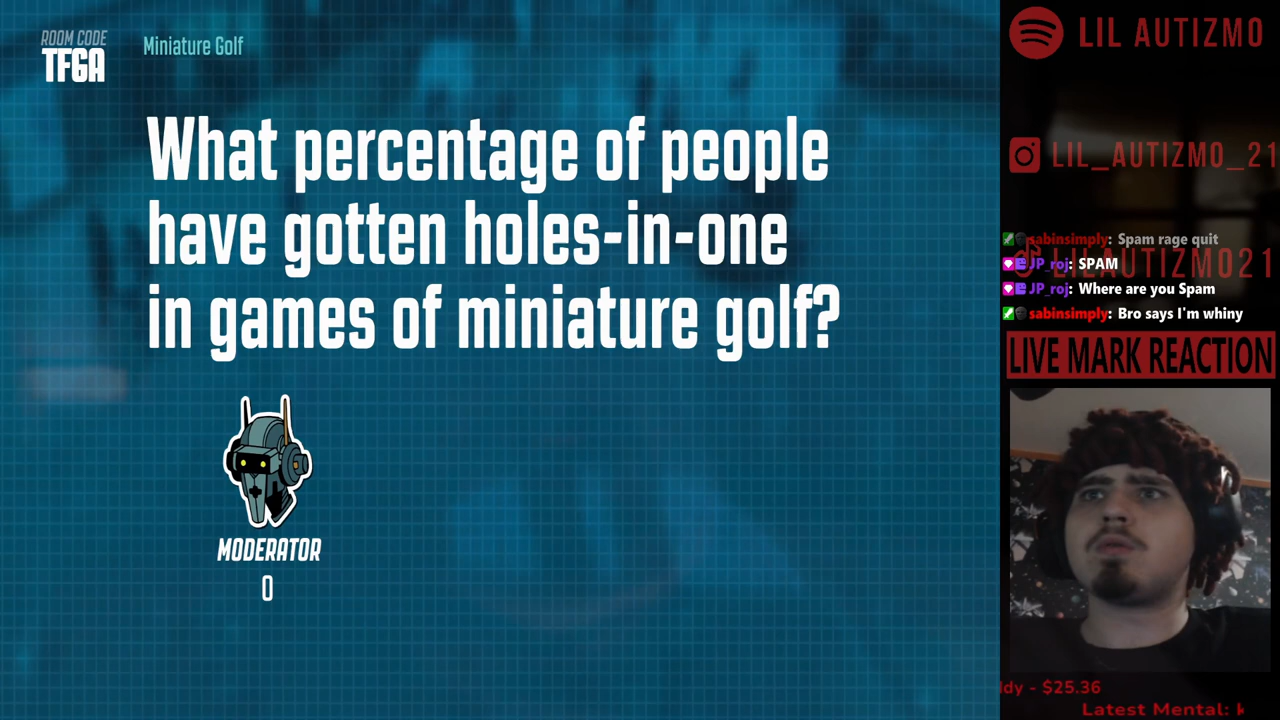 ROOM CODE
TFGA
Miniature Golf
What percentage of people
have gotten holes-in-one
in games of miniature golf?
MODERATOR
0
LIL AUTIZMO
LIL_AUTIZMO_21
sabinsimply: Spam rage quit
LILAUTIZMO21
JP_roj: SPAM
JP_roj: Where are you Spam
sabinsimply: Bro says I'm whiny
LIVE MARK REACTION
ddy - $25.36
Latest Mental: